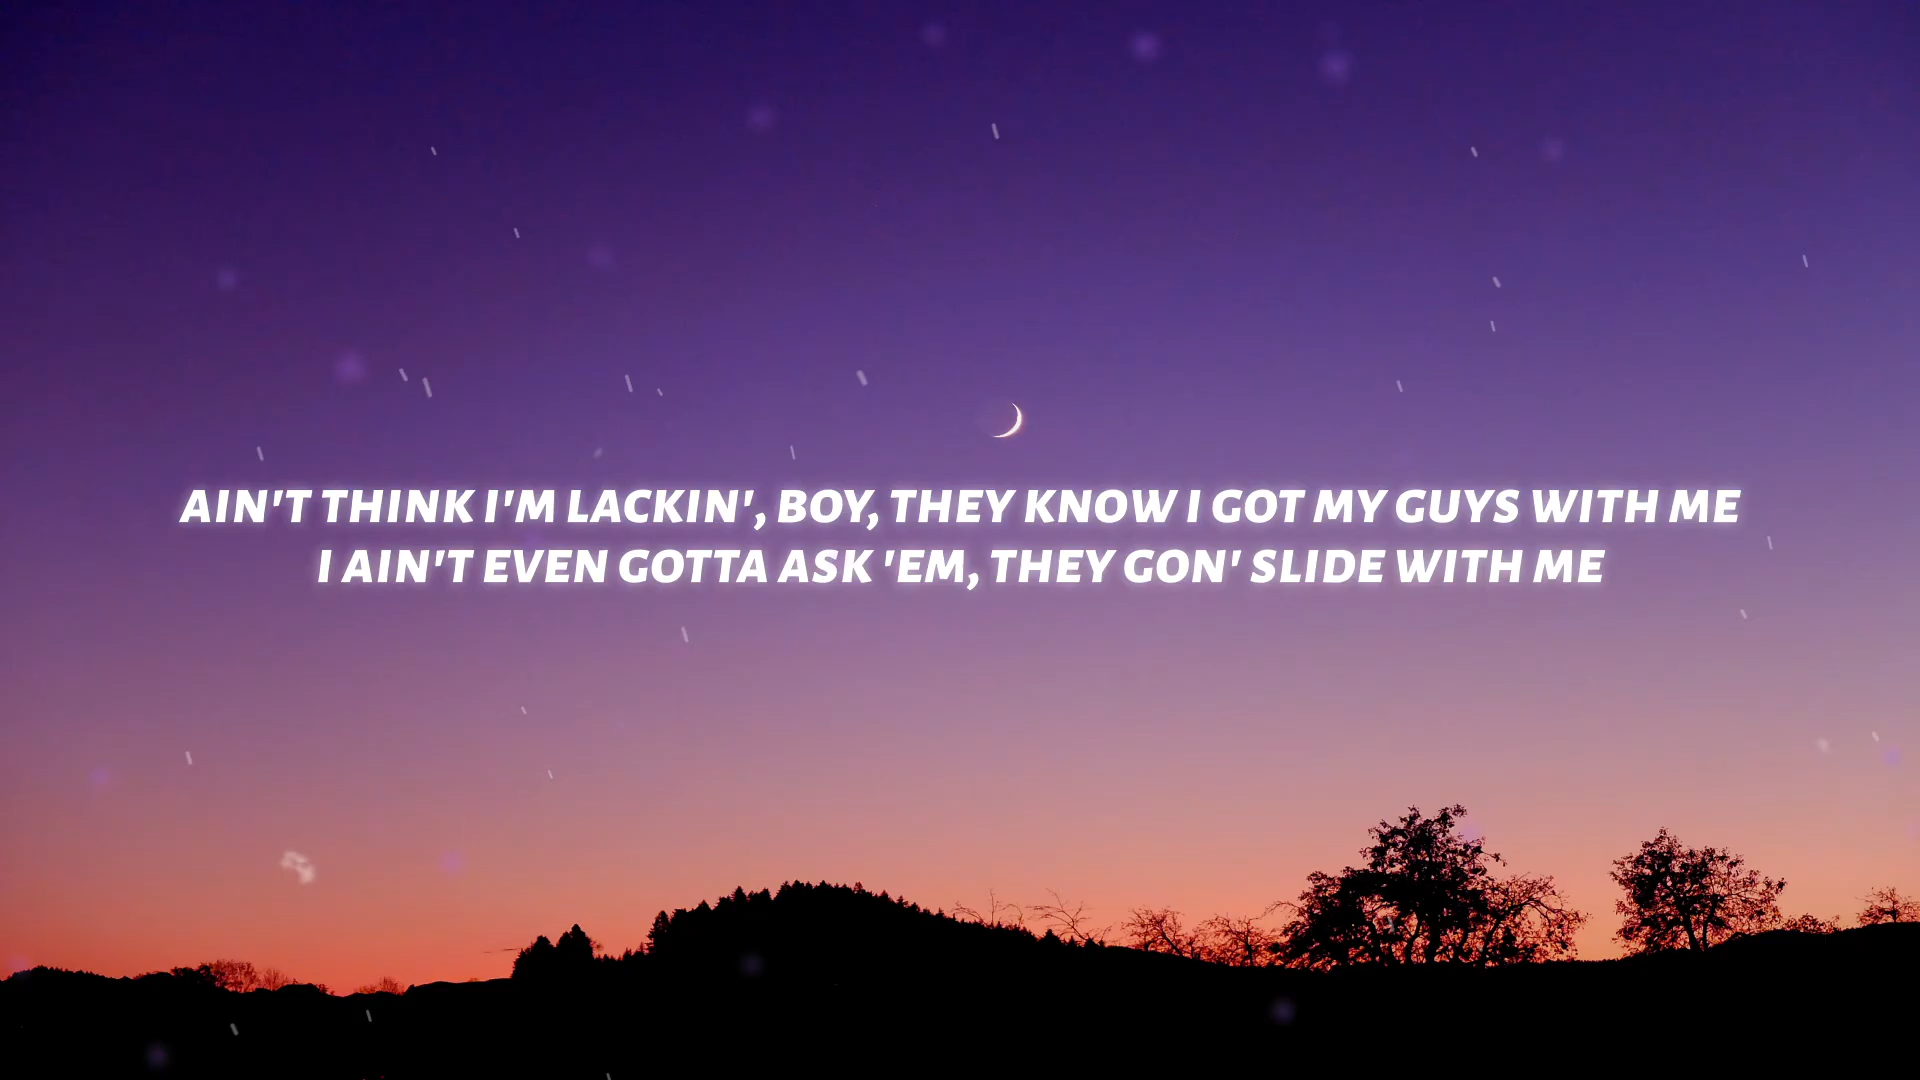 AIN'T THINK I'M LACKIN', BOY, THEY KNOW I GOT MY GUYS WITH ME
I AIN'T EVEN GOTTA ASK 'EM, THEY GON' SLIDE WITH ME